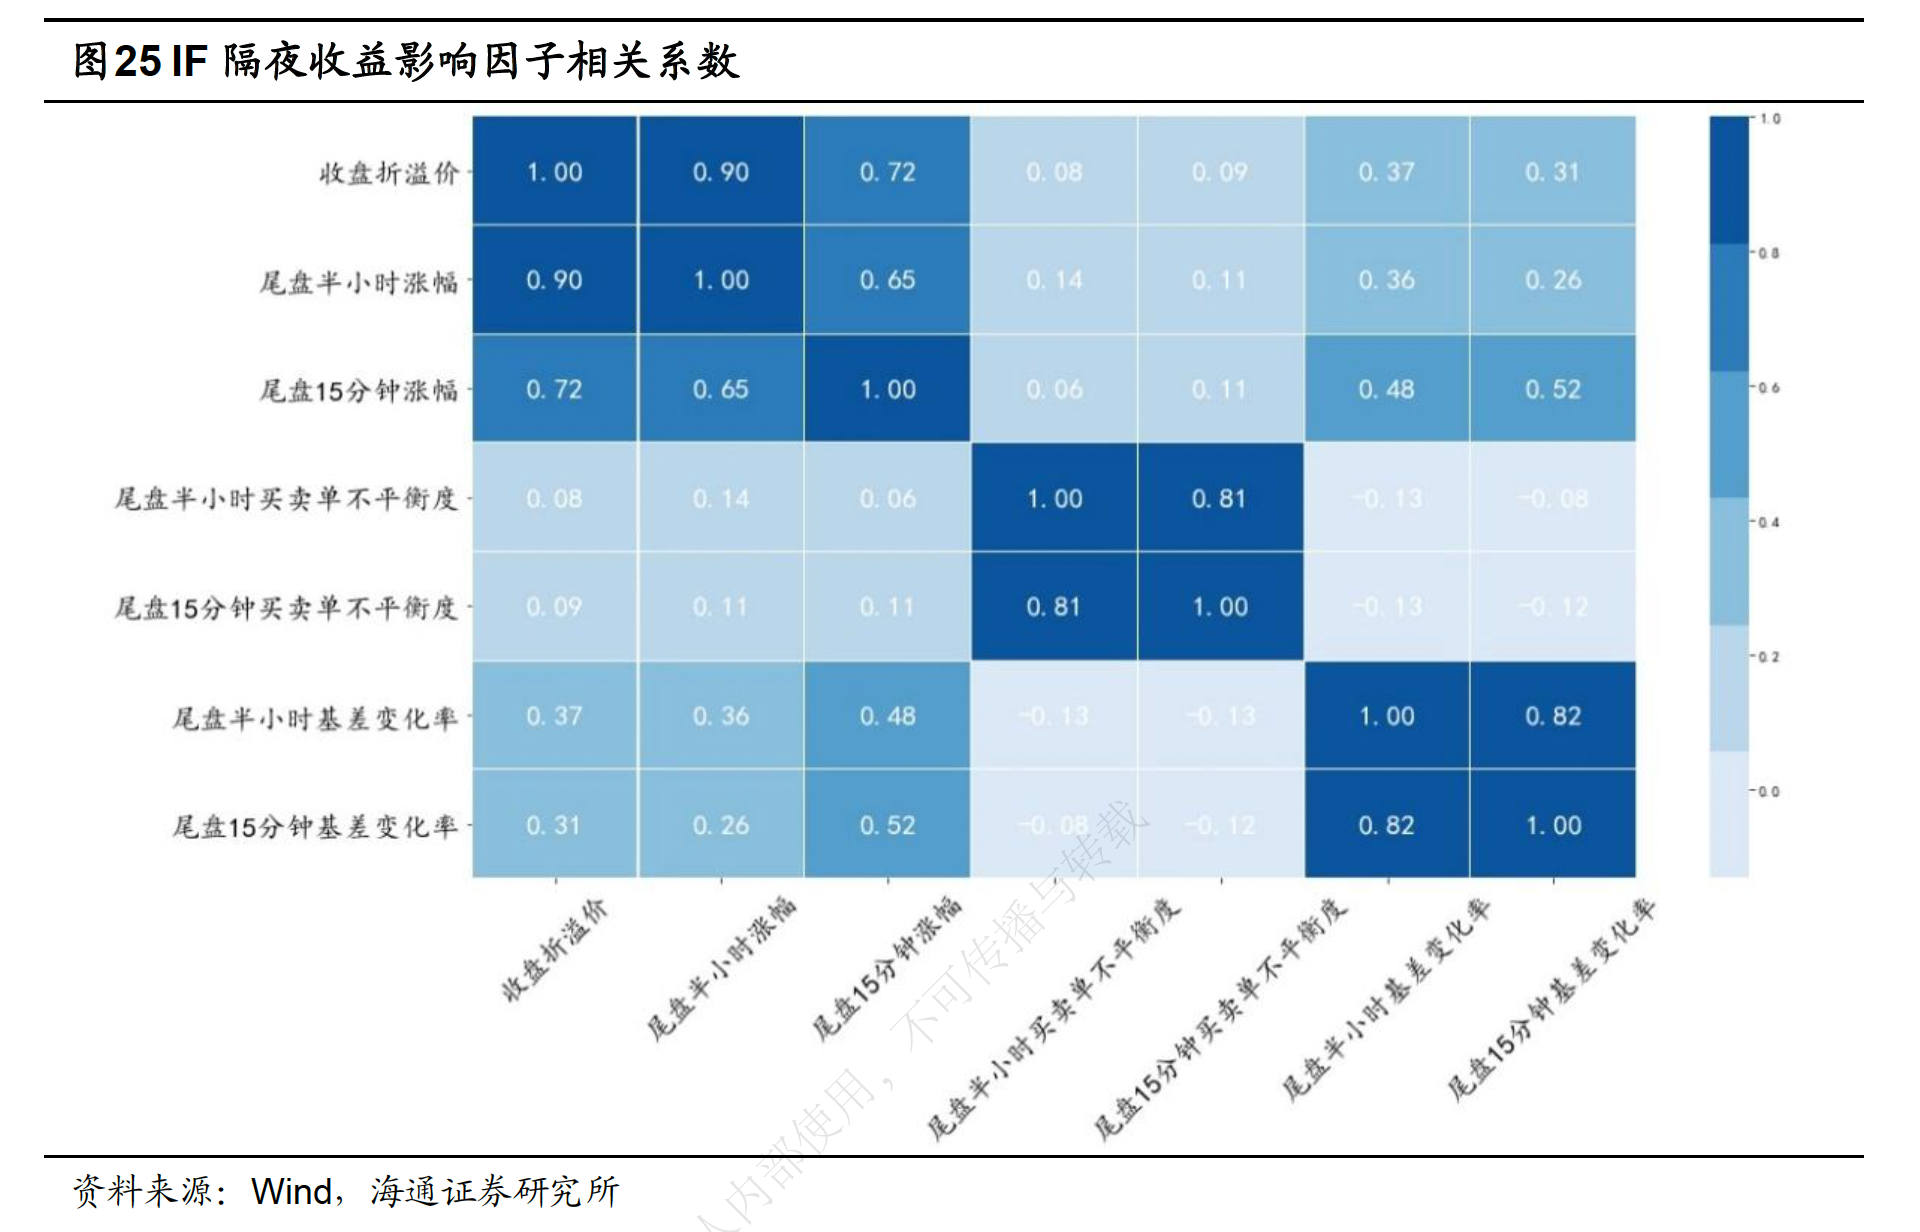 图25 IF 隔夜收益影响因子相关系数
收盘折溢价 1.00 0.90 0.72 0.08 0.09 0.37 0.31
尾盘半小时涨幅 0.90 1.00 0.65 0.14 0.11 0.36 0.26
尾盘15分钟涨幅 0.72 0.65 1.00 0.06 0.11 0.48 0.52
尾盘半小时买卖单不平衡度 0.08 0.14 0.06 1.00 0.81 -0.13 -0.08
尾盘15分钟买卖单不平衡度 0.09 0.11 0.11 0.81 1.00 -0.13 -0.12
尾盘半小时基差变化率 0.37 0.36 0.48 -0.13 -0.13 1.00 0.82
尾盘15分钟基差变化率 0.31 0.26 0.52 -0.08 -0.12 0.82 1.00
1.0
0.8
0.6
0.4
0.2
0.0
收盘折溢价
尾盘半小时涨幅
尾盘15分钟涨幅
尾盘半小时买卖单不平衡度
尾盘15分钟买卖单不平衡度
尾盘半小时基差变化率
尾盘15分钟基差变化率
人内部使用，不可传播与转载
资料来源：Wind，海通证券研究所